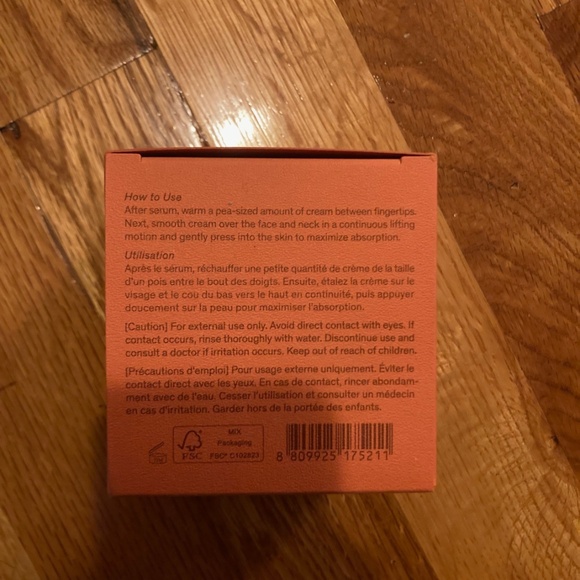 How to Use
After serum, warm a pea-sized amount of cream between fingertips.
Next, smooth cream over the face and neck in a continuous lifting
motion and gently press into the skin to maximize absorption.
Utilisation
Après le sérum, réchauffer une petite quantité de crème de la taille
d'un pois entre le bout des doigts. Ensuite, étalez la crème sur le
visage et le cou du bas vers le haut en continuité, puis appuyer
doucement sur la peau pour maximiser l'absorption.
[Caution] For external use only. Avoid direct contact with eyes. If
contact occurs, rinse thoroughly with water. Discontinue use and
consult a doctor if irritation occurs. Keep out of reach of children.
[Précautions d'emploi] Pour usage externe uniquement. Éviter le
contact direct avec les yeux. En cas de contact, rincer abondam-
ment avec de l'eau. Cesser l'utilisation et consulter un médecin
en cas d'irritation. Garder hors de la portée des enfants.
FSC
MIX
Packaging
8 809925 175211